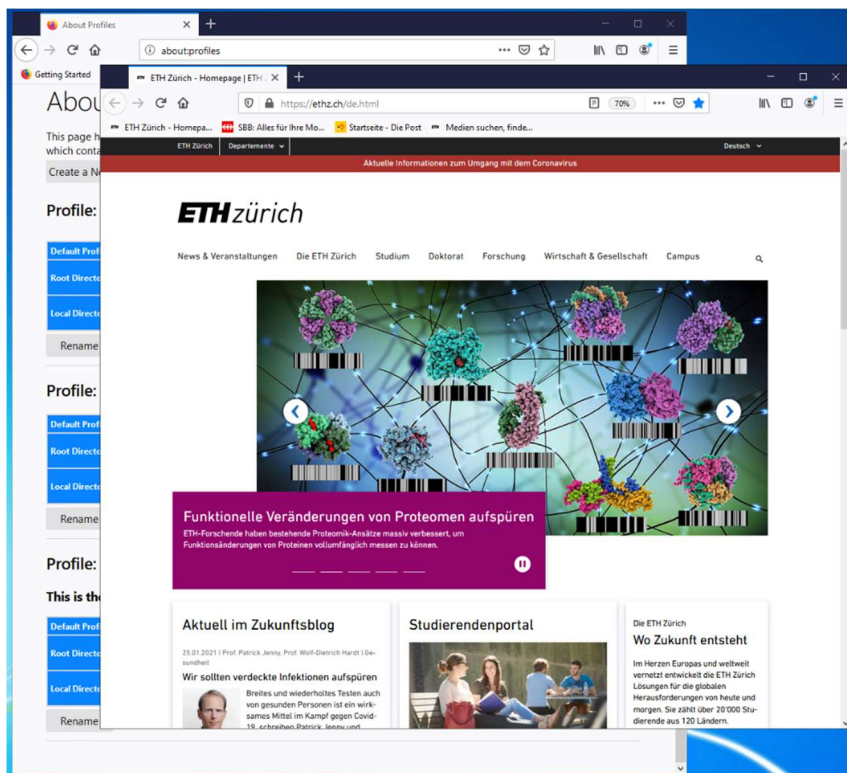 About Profiles
about:profiles
Getting Started
ETH Zürich - Homepage | ETH
https://ethz.ch/de.html
70%
ETH Zürich - Homepa...
SBB: Alles für Ihre Mo...
Startseite - Die Post
Medien suchen, finde...
Abou
This page h
which conta
Create a N
ETH Zürich
Departemente
Deutsch
Aktuelle Informationen zum Umgang mit dem Coronavirus
ETH zürich
News & Veranstaltungen
Die ETH Zürich
Studium
Doktorat
Forschung
Wirtschaft & Gesellschaft
Campus
Profile:
Default Prof
Root Directo
Local Directo
Rename
Profile:
Default Prof
Root Directo
Local Directo
Rename
Profile:
This is the
Default Prof
Root Directo
Local Directo
Rename
Funktionelle Veränderungen von Proteomen aufspüren
ETH-Forschende haben bestehende Proteomik-Ansätze massiv verbessert, um
Funktionsänderungen von Proteinen vollumfänglich messen zu können.
Aktuell im Zukunftsblog
25.01.2021 | Prof. Patrick Jenny, Prof. Wolf-Dietrich Hardt | Ge-
sundheit
Wir sollten verdeckte Infektionen aufspüren
Breites und wiederholtes Testen auch
von gesunden Personen ist ein wirk-
sames Mittel im Kampf gegen Covid-
19, schreiben Patrick Jenny und
Studierendenportal
Die ETH Zürich
Wo Zukunft entsteht
Im Herzen Europas und weltweit
vernetzt entwickelt die ETH Zürich
Lösungen für die globalen
Herausforderungen von heute und
morgen. Sie zählt über 20'000 Stu-
dierende aus 120 Ländern.